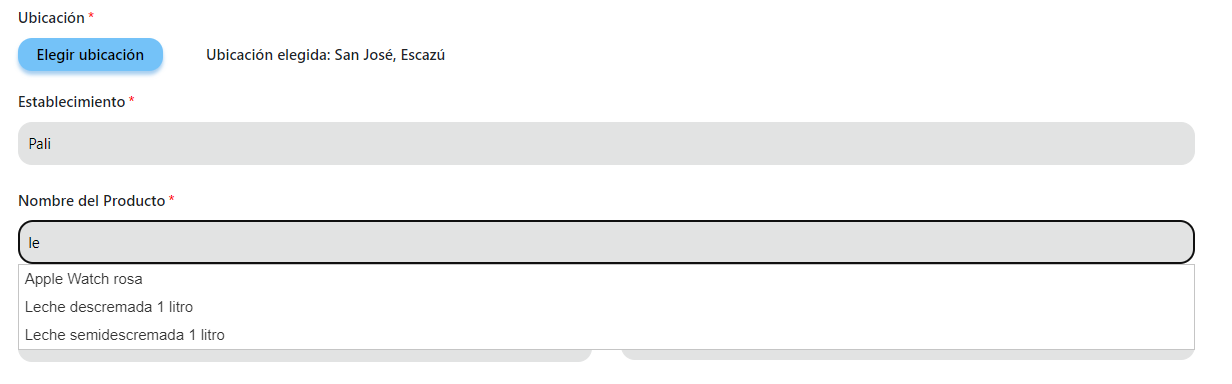 Ubicación *
Elegir ubicación
Ubicación elegida: San José, Escazú
Establecimiento *
Pali
Nombre del Producto *
le
Apple Watch rosa
Leche descremada 1 litro
Leche semidescremada 1 litro